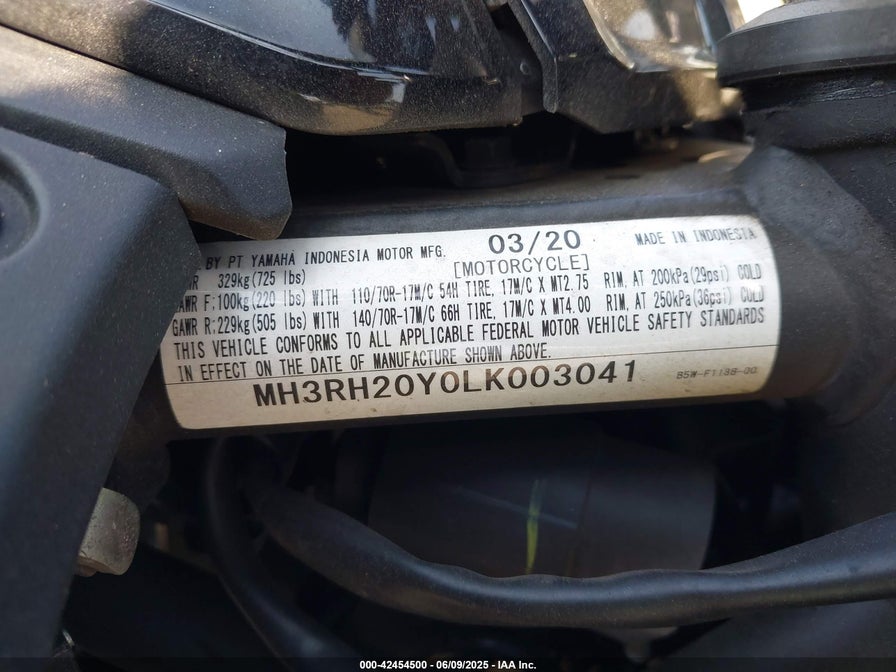 BY PT YAMAHA INDONESIA MOTOR MFG. 03/20 MADE IN INDONESIA
329kg(725 lbs) [MOTORCYCLE]
GAWR F:100kg(220 lbs) WITH 110/70R-17M/C 54H TIRE, 17M/C X MT2.75 RIM, AT 200kPa(29psi) COLD
GAWR R:229kg(505 lbs) WITH 140/70R-17M/C 66H TIRE, 17M/C X MT4.00 RIM, AT 250kPa(36psi) COLD
THIS VEHICLE CONFORMS TO ALL APPLICABLE FEDERAL MOTOR VEHICLE SAFETY STANDARDS
IN EFFECT ON THE DATE OF MANUFACTURE SHOWN ABOVE.
MH3RH20Y0LK003041 B5W-F118B-00
000-42454500 - 06/09/2025 - IAA Inc.